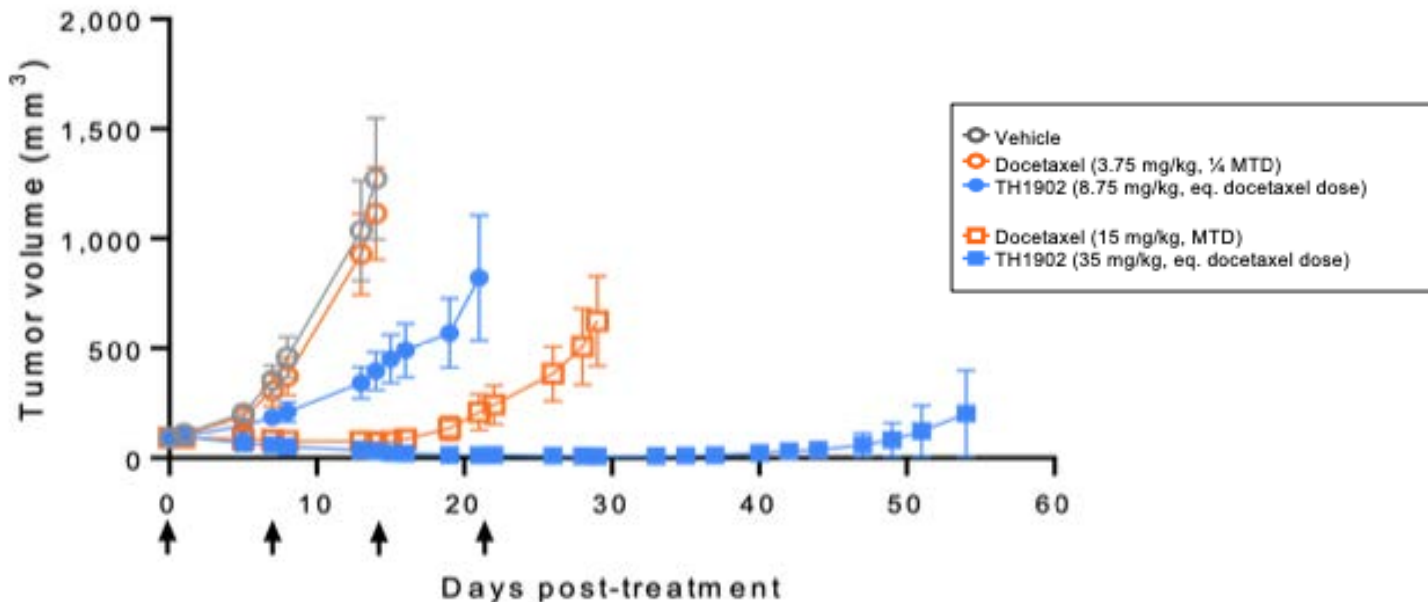 2,000
1,500
1,000
500
0
Tumor volume (mm³)
0 10 20 30 40 50 60
Days post-treatment
Vehicle
Docetaxel (3.75 mg/kg, ¼ MTD)
TH1902 (8.75 mg/kg, eq. docetaxel dose)
Docetaxel (15 mg/kg, MTD)
TH1902 (35 mg/kg, eq. docetaxel dose)